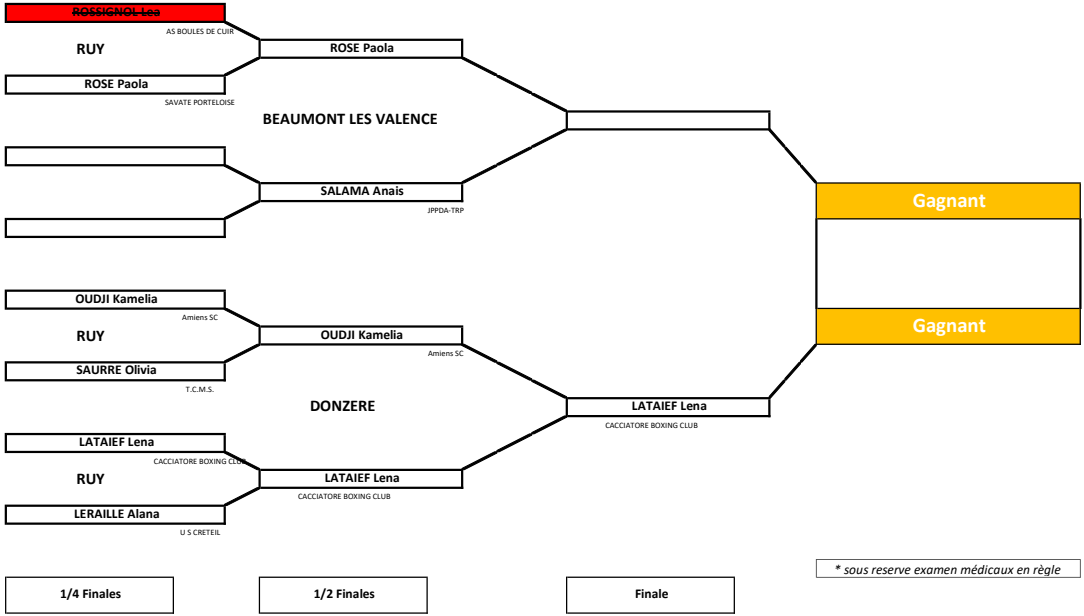 ROSSIGNOL Lea
AS BOULES DE CUIR
RUY
ROSE Paola
ROSE Paola
SAVATE PORTELOISE
BEAUMONT LES VALENCE
SALAMA Anais
JPPDA-TRP
Gagnant
OUDJI Kamelia
Amiens SC
RUY
OUDJI Kamelia
Amiens SC
Gagnant
SAURRE Olivia
T.C.M.S.
DONZERE
LATAIEF Lena
CACCIATORE BOXING CLUB
LATAIEF Lena
CACCIATORE BOXING CLUB
RUY
LATAIEF Lena
CACCIATORE BOXING CLUB
LERAILLE Alana
U S CRETEIL
* sous reserve examen médicaux en règle
1/4 Finales
1/2 Finales
Finale